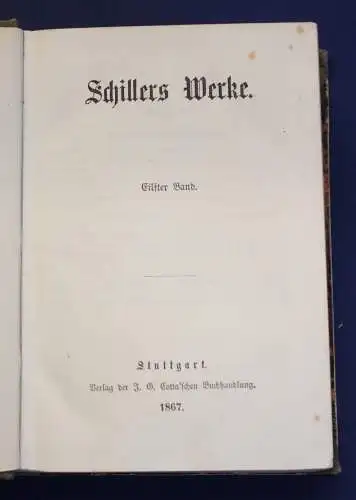 Schillers Werke.
Eilfter Band.
Stuttgart.
Verlag der J. G. Cotta'schen Buchhandlung.
1867.